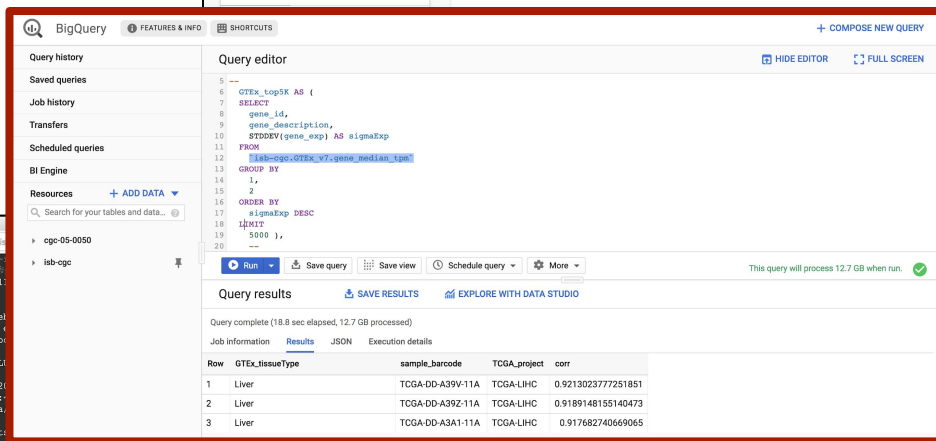 BigQuery
FEATURES & INFO
SHORTCUTS
+ COMPOSE NEW QUERY
Query history
Saved queries
Job history
Transfers
Scheduled queries
BI Engine
Resources
+ ADD DATA
Search for your tables and data...
cgc-05-0050
isb-cgc
Query editor
HIDE EDITOR
FULL SCREEN
5 --
6 GTEx_top5K AS (
7 SELECT
8 gene_id,
9 gene_description,
10 STDDEV(gene_exp) AS sigmaExp
11 FROM
12 `isb-cgc.GTEx_v7.gene_median_tpm`
13 GROUP BY
14 1,
15 2
16 ORDER BY
17 sigmaExp DESC
18 LIMIT
19 5000 ),
20 --
Run
Save query
Save view
Schedule query
More
This query will process 12.7 GB when run.
Query results
SAVE RESULTS
EXPLORE WITH DATA STUDIO
Query complete (18.8 sec elapsed, 12.7 GB processed)
Job information Results JSON Execution details
Row GTEx_tissueType sample_barcode TCGA_project corr
1 Liver TCGA-DD-A39V-11A TCGA-LIHC 0.9213023777251851
2 Liver TCGA-DD-A39Z-11A TCGA-LIHC 0.9189148155140473
3 Liver TCGA-DD-A3A1-11A TCGA-LIHC 0.917682740669065